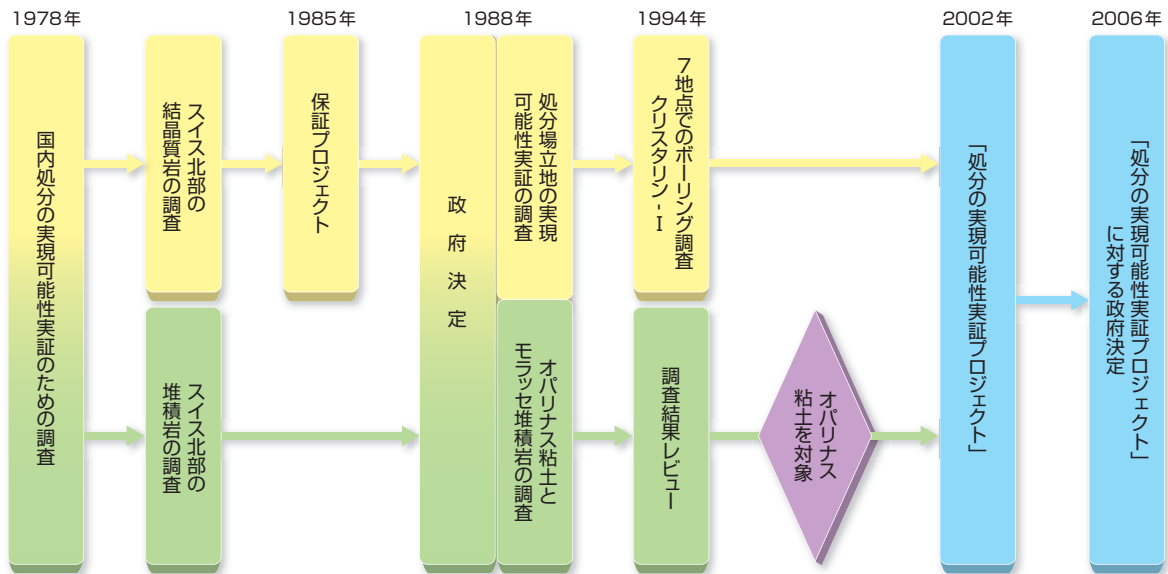 1978年
1985年
1988年
1994年
2002年
2006年
国内処分の実現可能性実証のための調査
スイス北部の
結晶質岩の調査
保証プロジェクト
政府決定
処分場立地の実現
可能性実証の調査
7地点でのボーリング調査
クリスタリン-Ⅰ
スイス北部の
堆積岩の調査
オパリナス粘土と
モラッセ堆積岩の調査
調査結果レビュー
オパリナス
粘土を対象
「処分の実現可能性実証プロジェクト」
「処分の実現可能性実証プロジェクト」
に対する政府決定